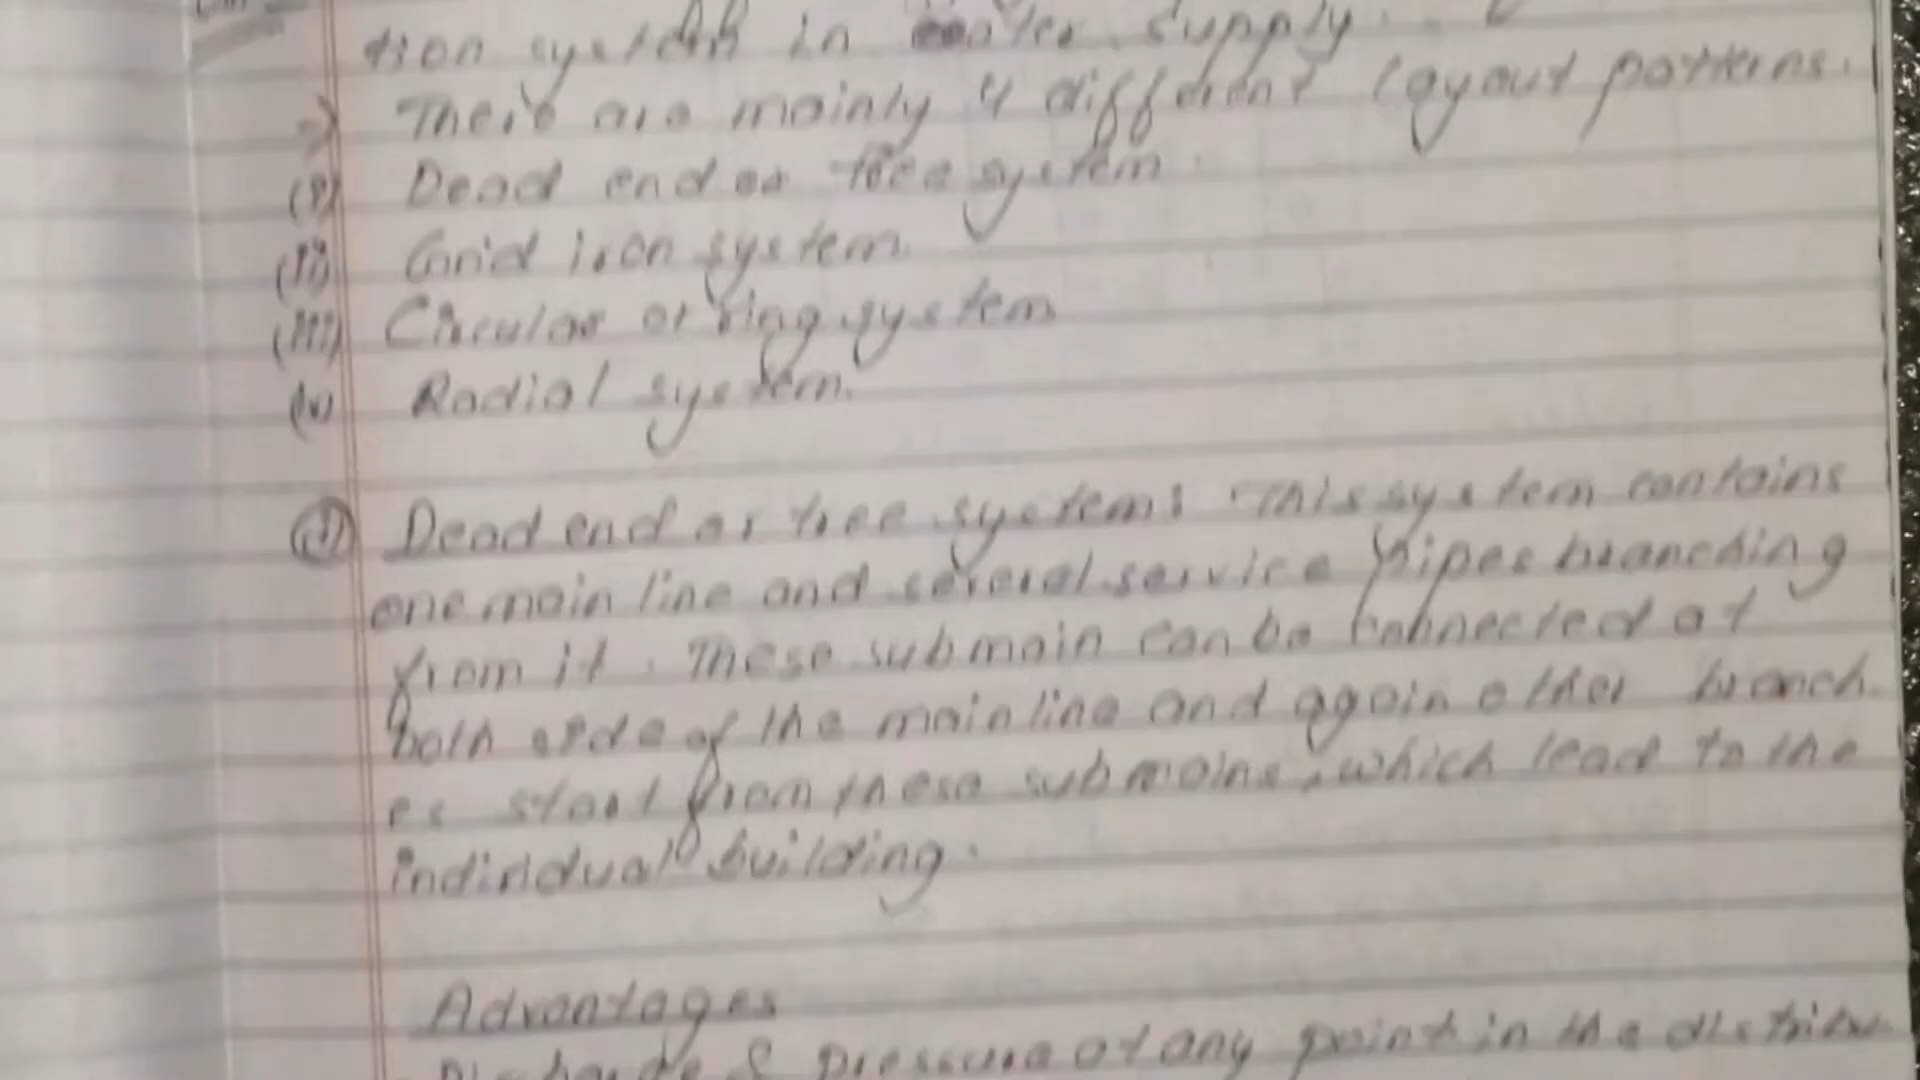 tion system in water supply.
There are mainly 4 different layout patterns.
(i) Dead end or tree system.
(ii) Grid iron system.
(iii) Circular or ring system
(iv) Radial system.
(i) Dead end or tree system: This system contains
one main line and several service pipes branching
from it. These submain can be connected at
both side of the main line and again other branch
es start from these submains, which lead to the
individual building.
Advantages
Discharge & pressure at any point in the distribu